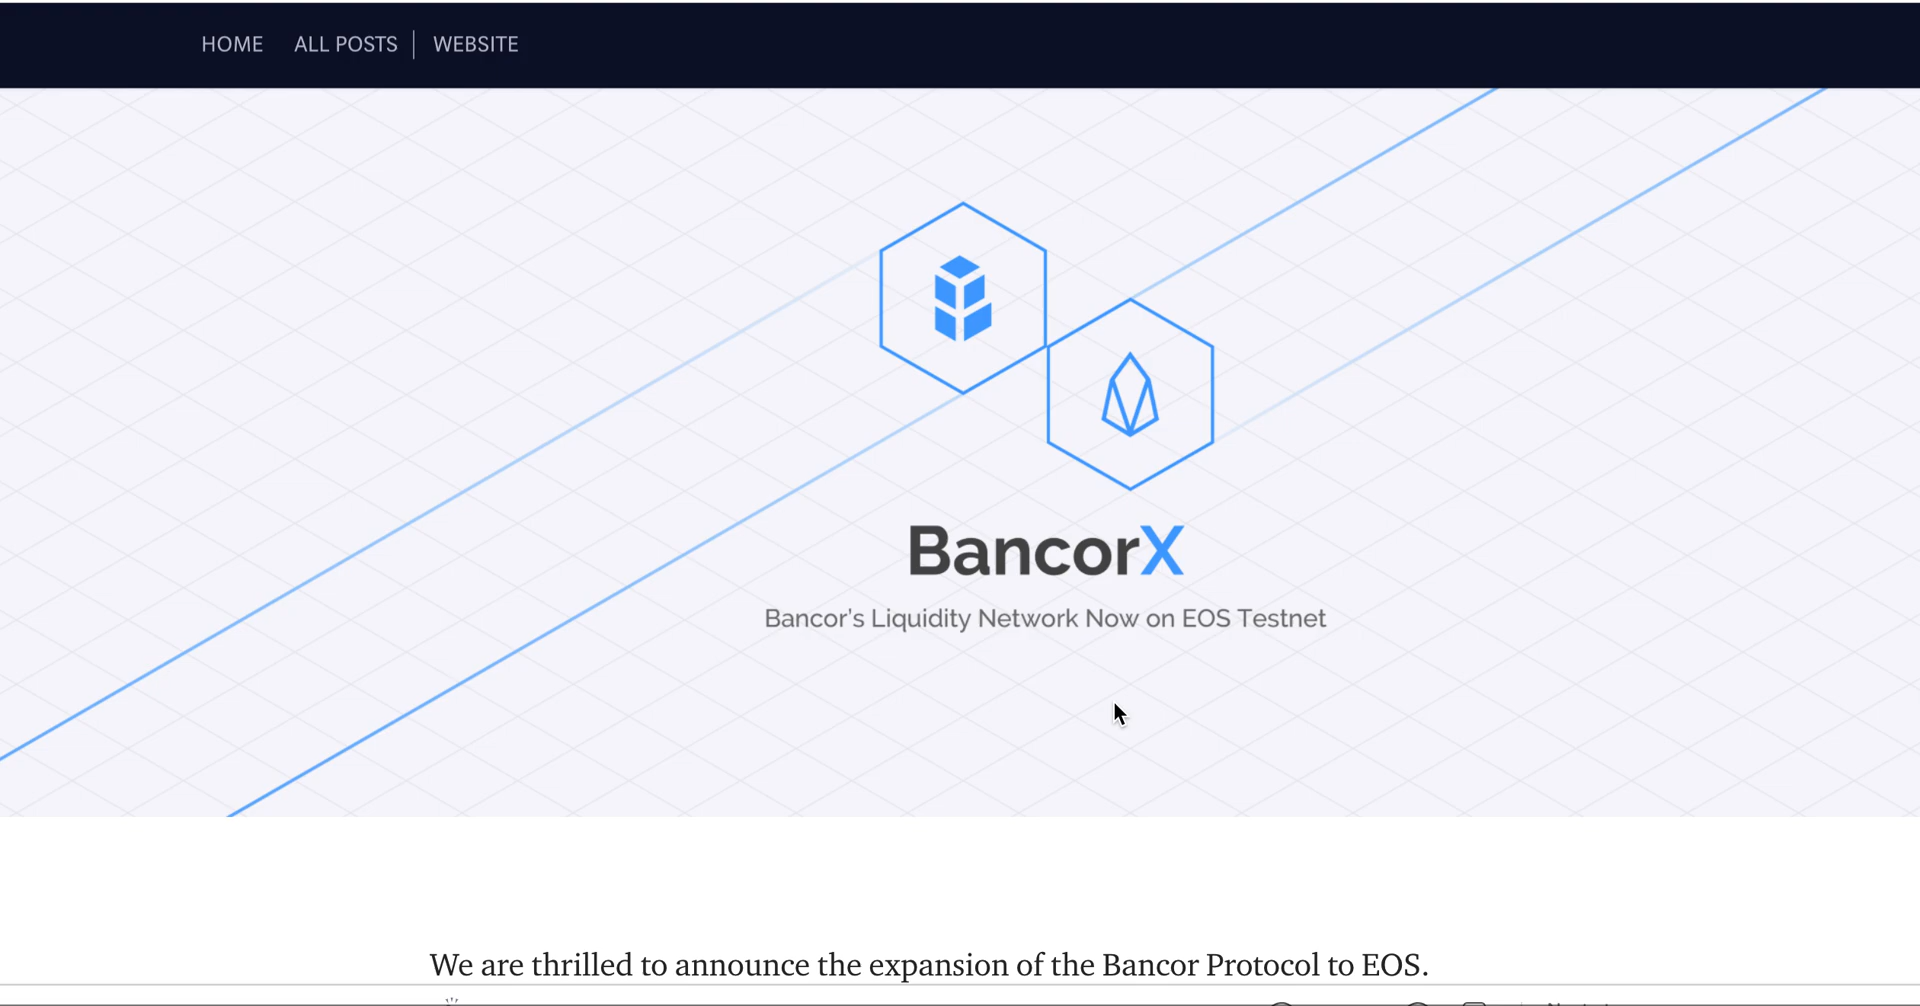 HOME ALL POSTS WEBSITE
BancorX
Bancor's Liquidity Network Now on EOS Testnet
We are thrilled to announce the expansion of the Bancor Protocol to EOS.